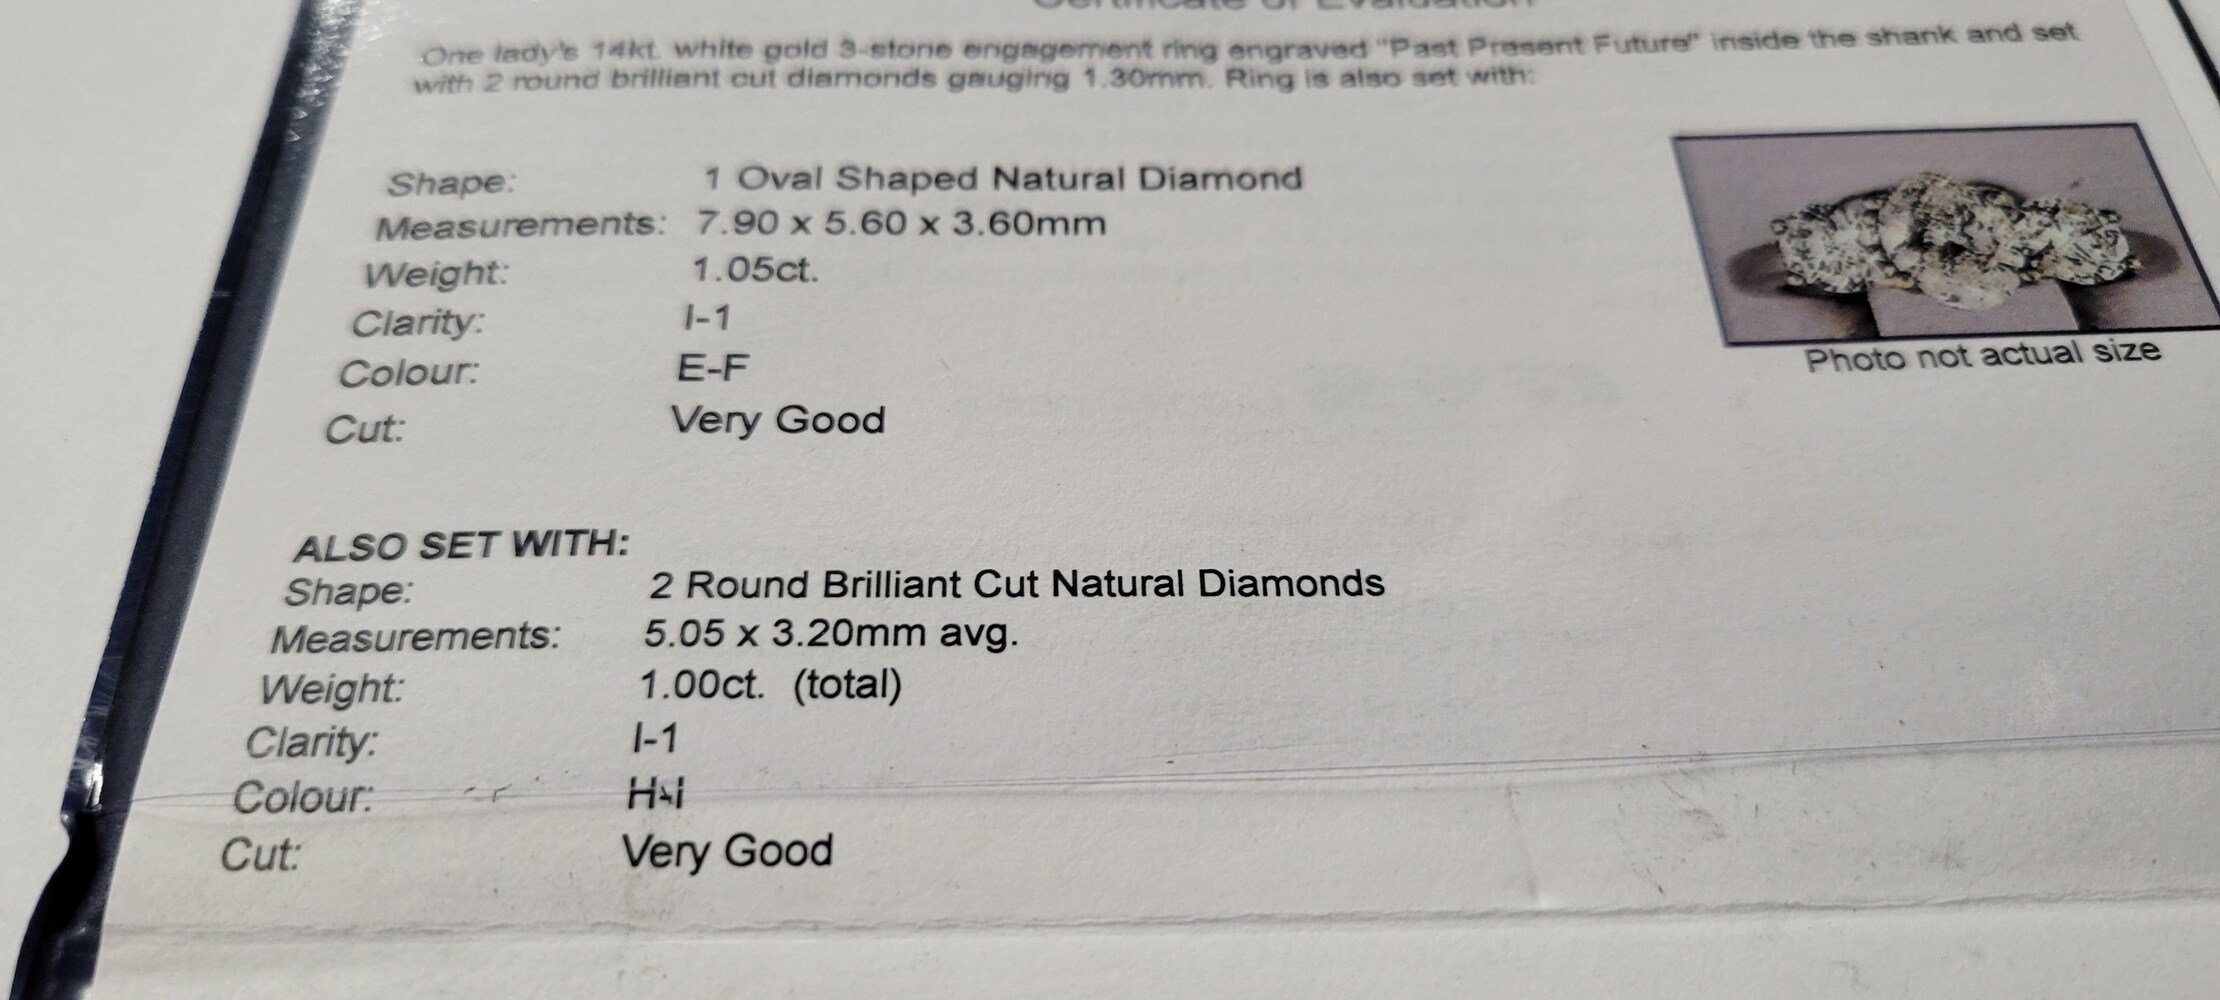 Certificate of Evaluation
One lady's 14kt. white gold 3-stone engagement ring engraved "Past Present Future" inside the shank and set
with 2 round brilliant cut diamonds gauging 1.30mm. Ring is also set with:
Shape: 1 Oval Shaped Natural Diamond
Measurements: 7.90 x 5.60 x 3.60mm
Weight: 1.05ct.
Clarity: I-1
Colour: E-F
Cut: Very Good
Photo not actual size
ALSO SET WITH:
Shape: 2 Round Brilliant Cut Natural Diamonds
Measurements: 5.05 x 3.20mm avg.
Weight: 1.00ct. (total)
Clarity: I-1
Colour: H-I
Cut: Very Good